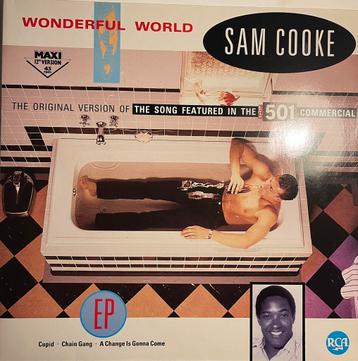 WONDERFUL WORLD
SAM COOKE
MAXI
12" VERSION
45
THE ORIGINAL VERSION OF THE SONG FEATURED IN THE 501 COMMERCIAL
EP
Cupid · Chain Gang · A Change Is Gonna Come
RCA